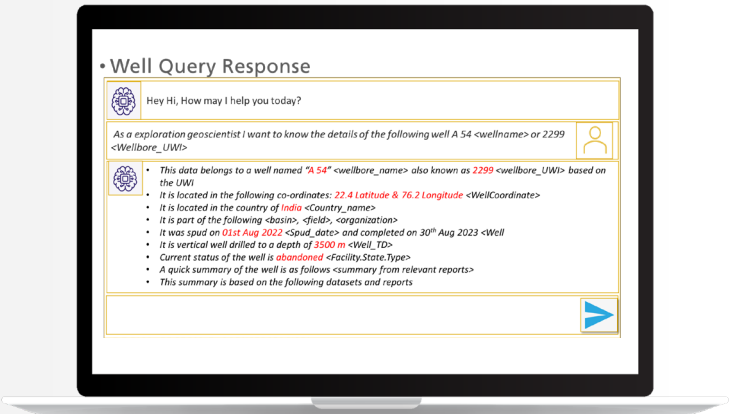 • Well Query Response
Hey Hi, How may I help you today?
As a exploration geoscientist I want to know the details of the following well A 54 <wellname> or 2299
<Wellbore_UWI>
• This data belongs to a well named "A 54" <wellbore_name> also known as 2299 <wellbore_UWI> based on
the UWI
• It is located in the following co-ordinates: 22.4 Latitude & 76.2 Longitude <WellCoordinate>
• It is located in the country of India <Country_name>
• It is part of the following <basin>, <field>, <organization>
• It was spud on 01st Aug 2022 <Spud_date> and completed on 30th Aug 2023 <Well
• It is vertical well drilled to a depth of 3500 m <Well_TD>
• Current status of the well is abandoned <Facility.State.Type>
• A quick summary of the well is as follows <summary from relevant reports>
• This summary is based on the following datasets and reports